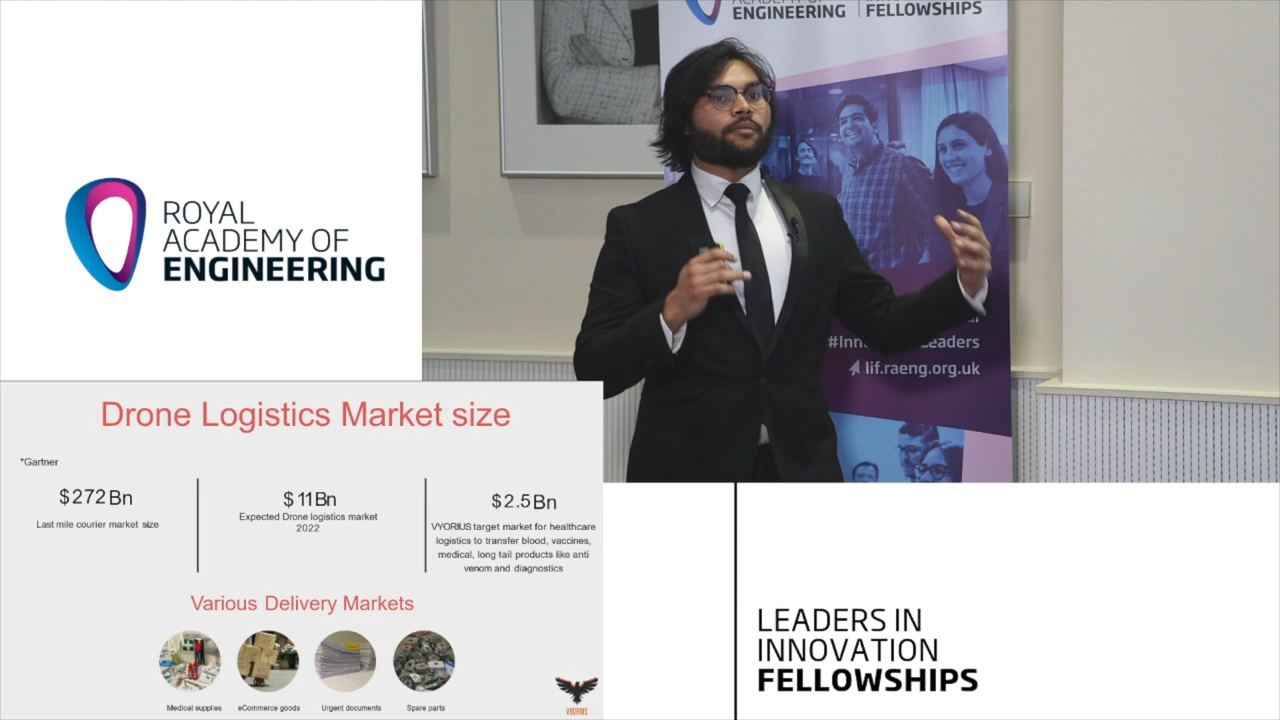 ROYAL
ACADEMY OF
ENGINEERING
ENGINEERING
FELLOWSHIPS
lif.raeng.org.uk
Drone Logistics Market size
*Gartner
$272Bn
Last mile courier market size
$11Bn
Expected Drone logistics market
2022
$2.5Bn
VYORIUS target market for healthcare
logistics to transfer blood, vaccines,
medical, long tail products like anti
venom and diagnostics
Various Delivery Markets
Medical supplies
eCommerce goods
Urgent documents
Spare parts
VYORIUS
LEADERS IN
INNOVATION
FELLOWSHIPS